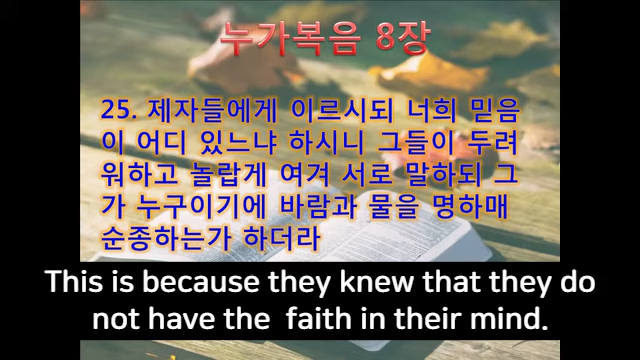 누가복음 8장
25. 제자들에게 이르시되 너희 믿음
이 어디 있느냐 하시니 그들이 두려
워하고 놀랍게 여겨 서로 말하되 그
가 누구이기에 바람과 물을 명하매
순종하는가 하더라
This is because they knew that they do
not have the  faith in their mind.